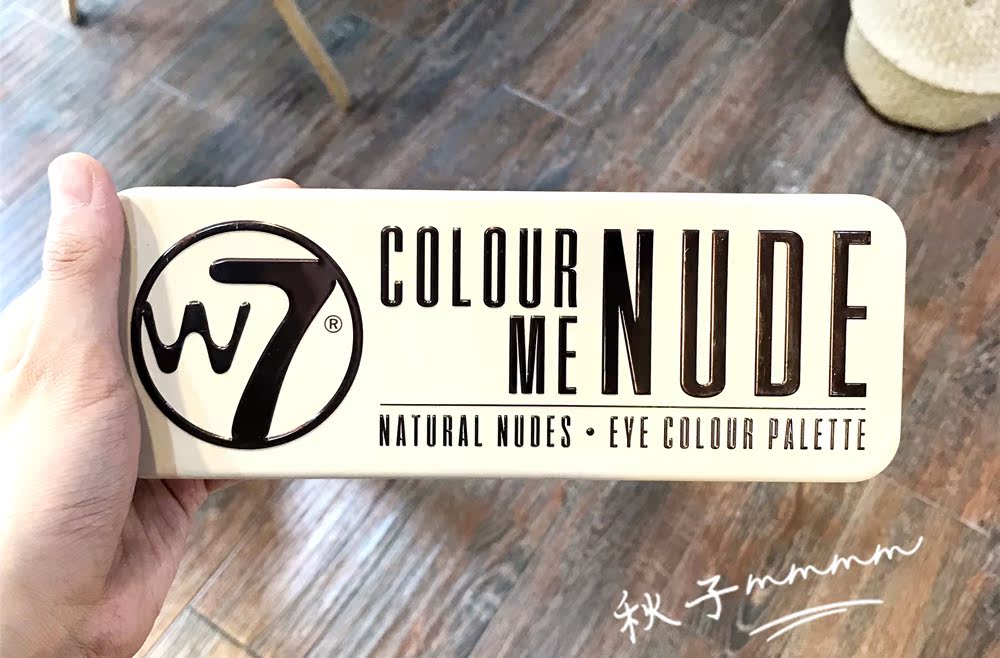 W7®
COLOUR
ME NUDE
NATURAL NUDES • EYE COLOUR PALETTE
秋子mmmm